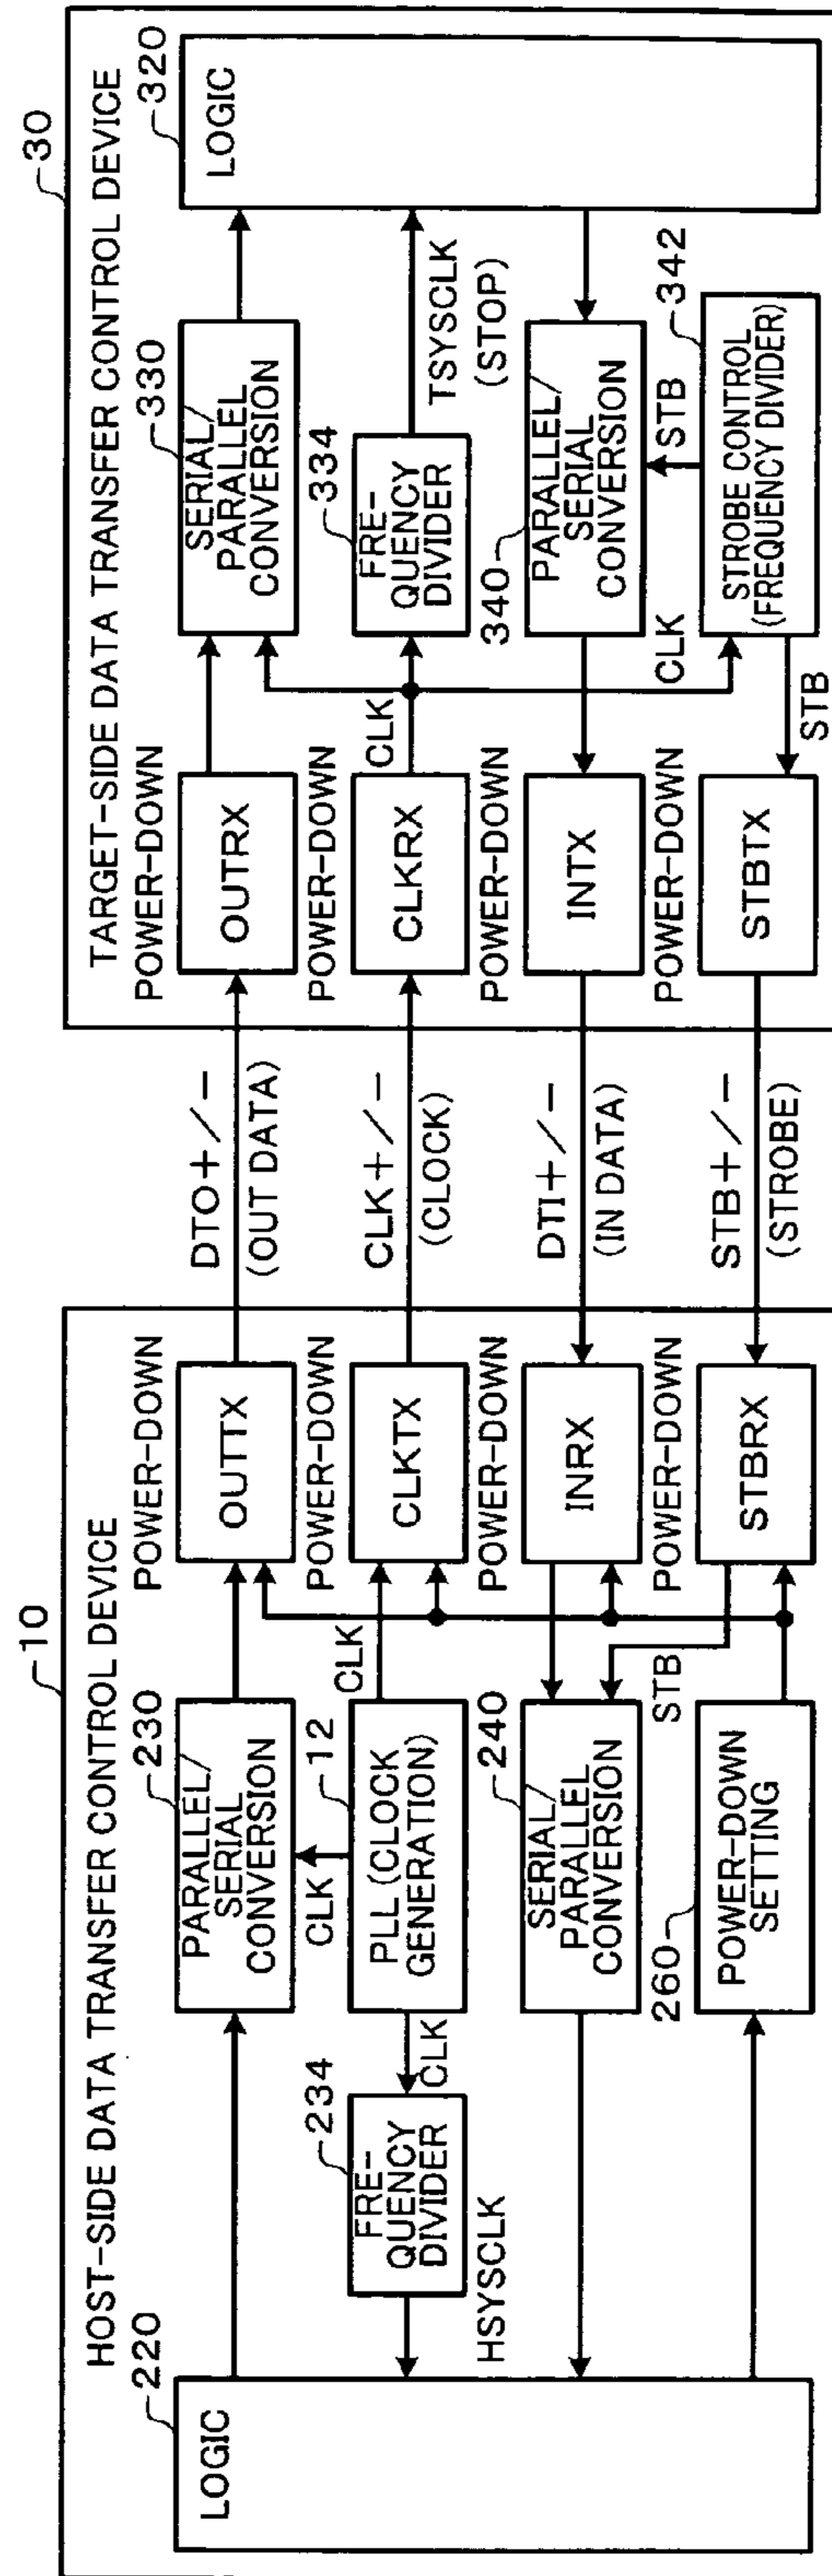 10
HOST-SIDE DATA TRANSFER CONTROL DEVICE
220
LOGIC
230
PARALLEL/
SERIAL
CONVERSION
POWER-DOWN
OUTTX
CLK
12
PLL (CLOCK
GENERATION)
CLK
234
FRE-
QUENCY
DIVIDER
CLK
HSYSCLK
POWER-DOWN
CLKTX
240
SERIAL/
PARALLEL
CONVERSION
POWER-DOWN
INRX
STB
260
POWER-DOWN
SETTING
POWER-DOWN
STBRX
DTO+/-
(OUT DATA)
CLK+/-
(CLOCK)
DTI+/-
(IN DATA)
STB+/-
(STROBE)
30
TARGET-SIDE DATA TRANSFER CONTROL DEVICE
POWER-DOWN
OUTRX
330
SERIAL/
PARALLEL
CONVERSION
320
LOGIC
POWER-DOWN
CLKRX
CLK
334
FRE-
QUENCY
DIVIDER
TSYSCLK
(STOP)
POWER-DOWN
INTX
340
PARALLEL/
SERIAL
CONVERSION
STB
CLK
342
STROBE CONTROL
(FREQUENCY DIVIDER)
STB
POWER-DOWN
STBTX